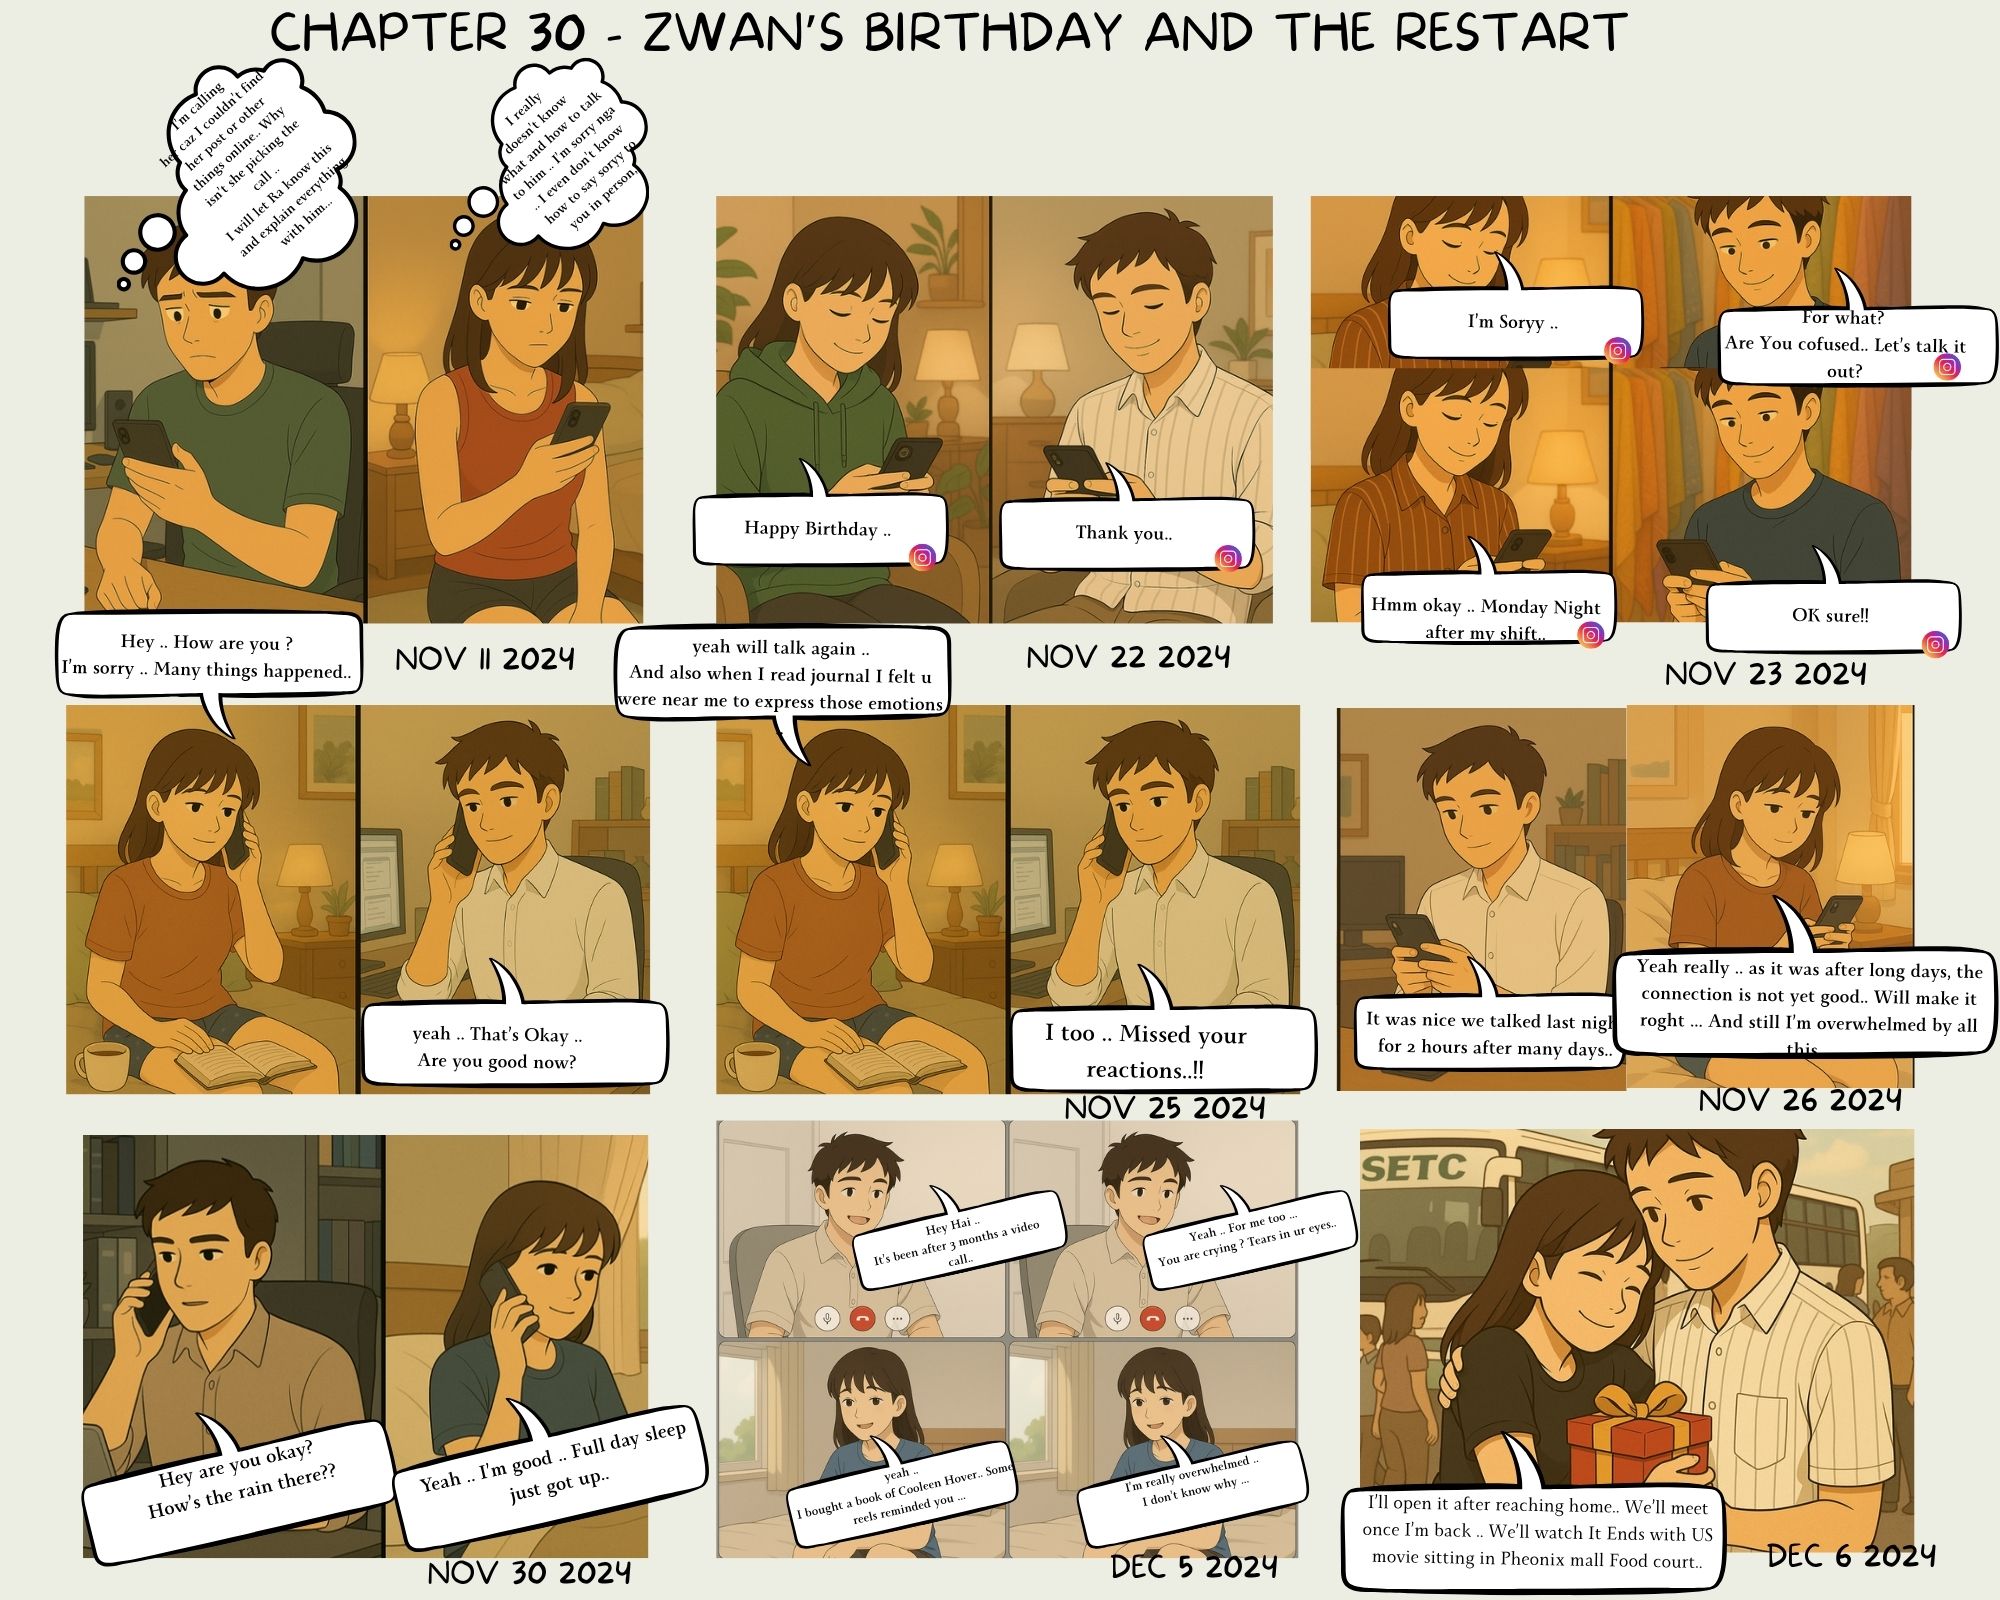 CHAPTER 30 - ZWAN'S BIRTHDAY AND THE RESTART
I'm calling
her caz I couldn't find
her post or other
things online.. Why
isn't she picking the
call ..
I will let Ra know this
and explain everything
with him...
I really
doesn't know
what and how to talk
to him .. I'm sorry nga
.. I even don't know
how to say soryy to
you in person.
NOV 11 2024
Happy Birthday ..
Thank you..
NOV 22 2024
I'm Soryy ..
For what?
Are You cofused.. Let's talk it
out?
Hmm okay .. Monday Night
after my shift..
OK sure!!
NOV 23 2024
Hey .. How are you ?
I'm sorry .. Many things happened..
yeah .. That's Okay ..
Are you good now?
yeah will talk again ..
And also when I read journal I felt u
were near me to express those emotions
I too .. Missed your
reactions..!!
NOV 25 2024
It was nice we talked last nigh
for 2 hours after many days..
Yeah really .. as it was after long days, the
connection is not yet good.. Will make it
roght ... And still I'm overwhelmed by all
this
NOV 26 2024
Hey are you okay?
How's the rain there??
Yeah .. I'm good .. Full day sleep
just got up..
NOV 30 2024
Hey Hai ..
It's been after 3 months a video
call..
Yeah .. For me too ...
You are crying ? Tears in ur eyes..
yeah ..
I bought a book of Cooleen Hover.. Some
reels reminded you ...
I'm really overwhelmed ..
I don't know why ...
DEC 5 2024
SETC
I'll open it after reaching home.. We'll meet
once I'm back .. We'll watch It Ends with US
movie sitting in Pheonix mall Food court..
DEC 6 2024